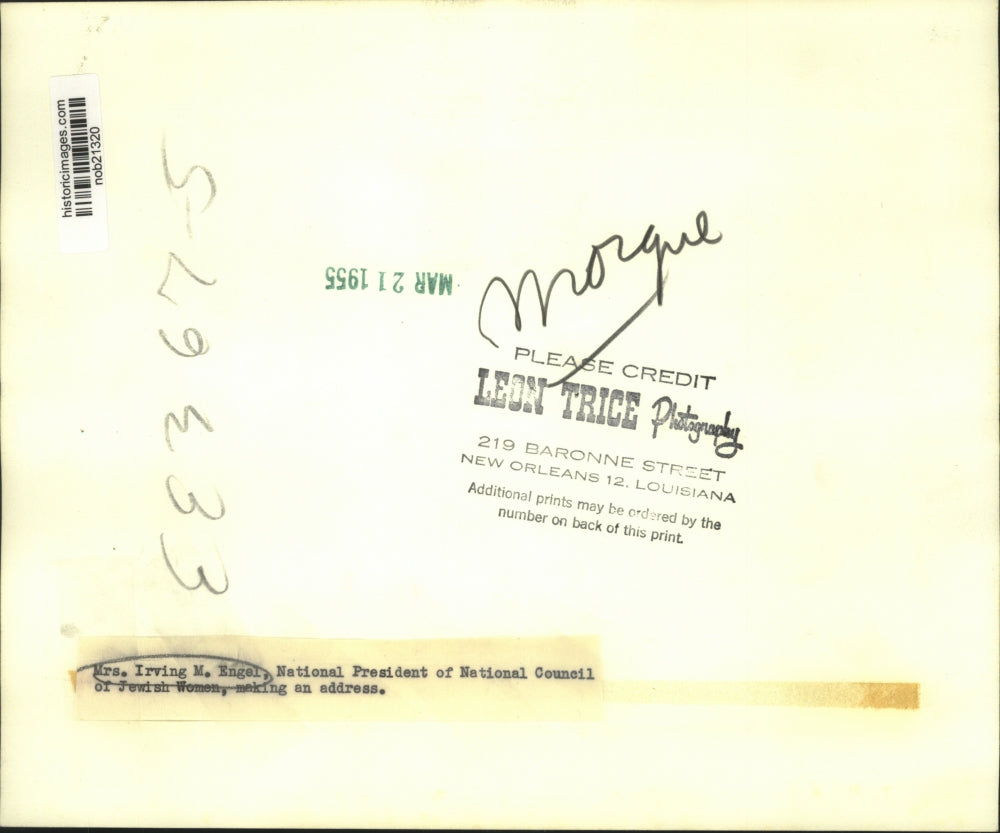 historicimages.com
nob21320
MAR 21 1955
Morgue
PLEASE CREDIT
LEON TRICE Photography
219 BARONNE STREET
NEW ORLEANS 12, LOUISIANA
Additional prints may be ordered by the
number on back of this print.
Mrs. Irving M. Engel, National President of National Council
of Jewish Women, making an address.